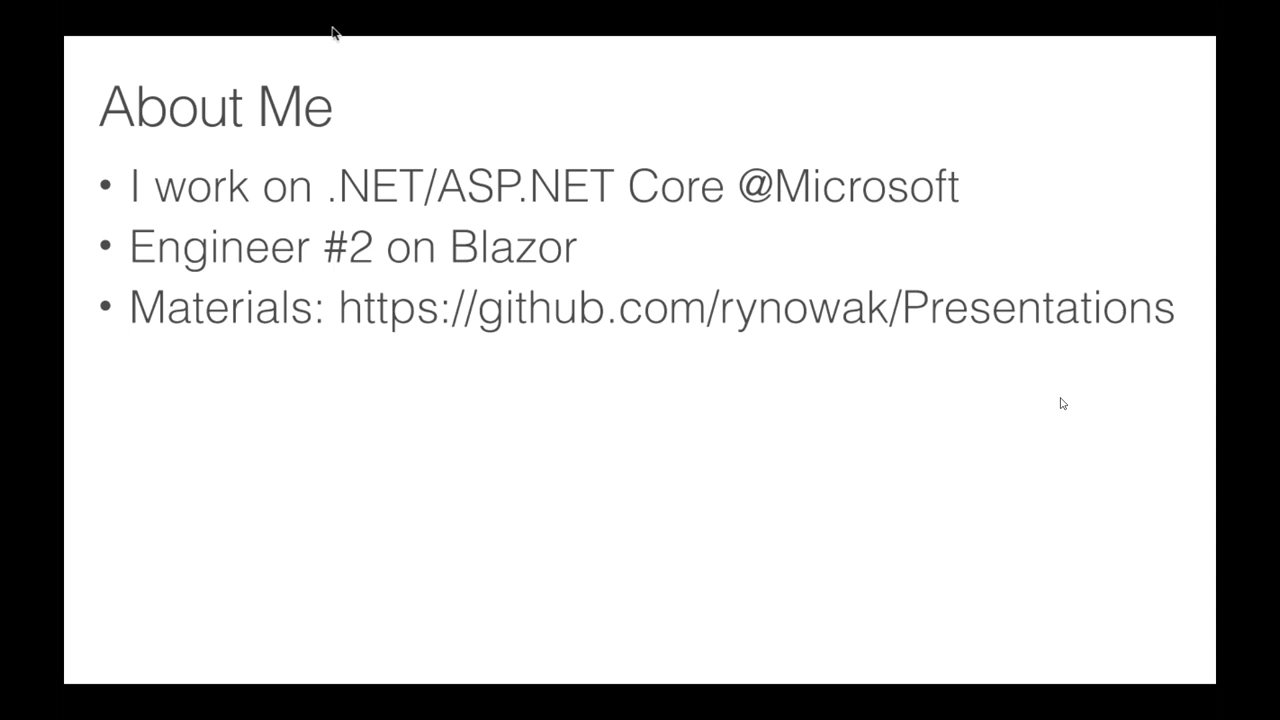 About Me
• I work on .NET/ASP.NET Core @Microsoft
• Engineer #2 on Blazor
• Materials: https://github.com/rynowak/Presentations